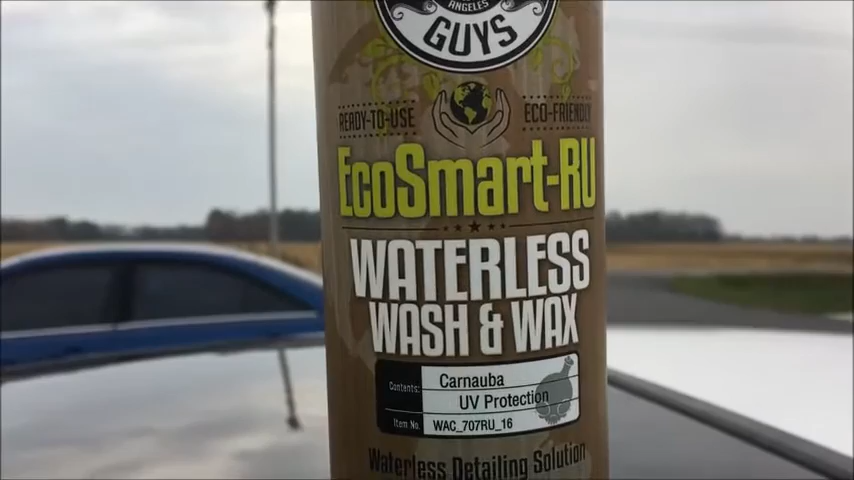 ANGELES
GUYS
READY-TO-USE
ECO-FRIENDLY
EcoSmart-RU
WATERLESS
WASH & WAX
Contents: Carnauba
UV Protection
Item No. WAC_707RU_16
Waterless Detailing Solution